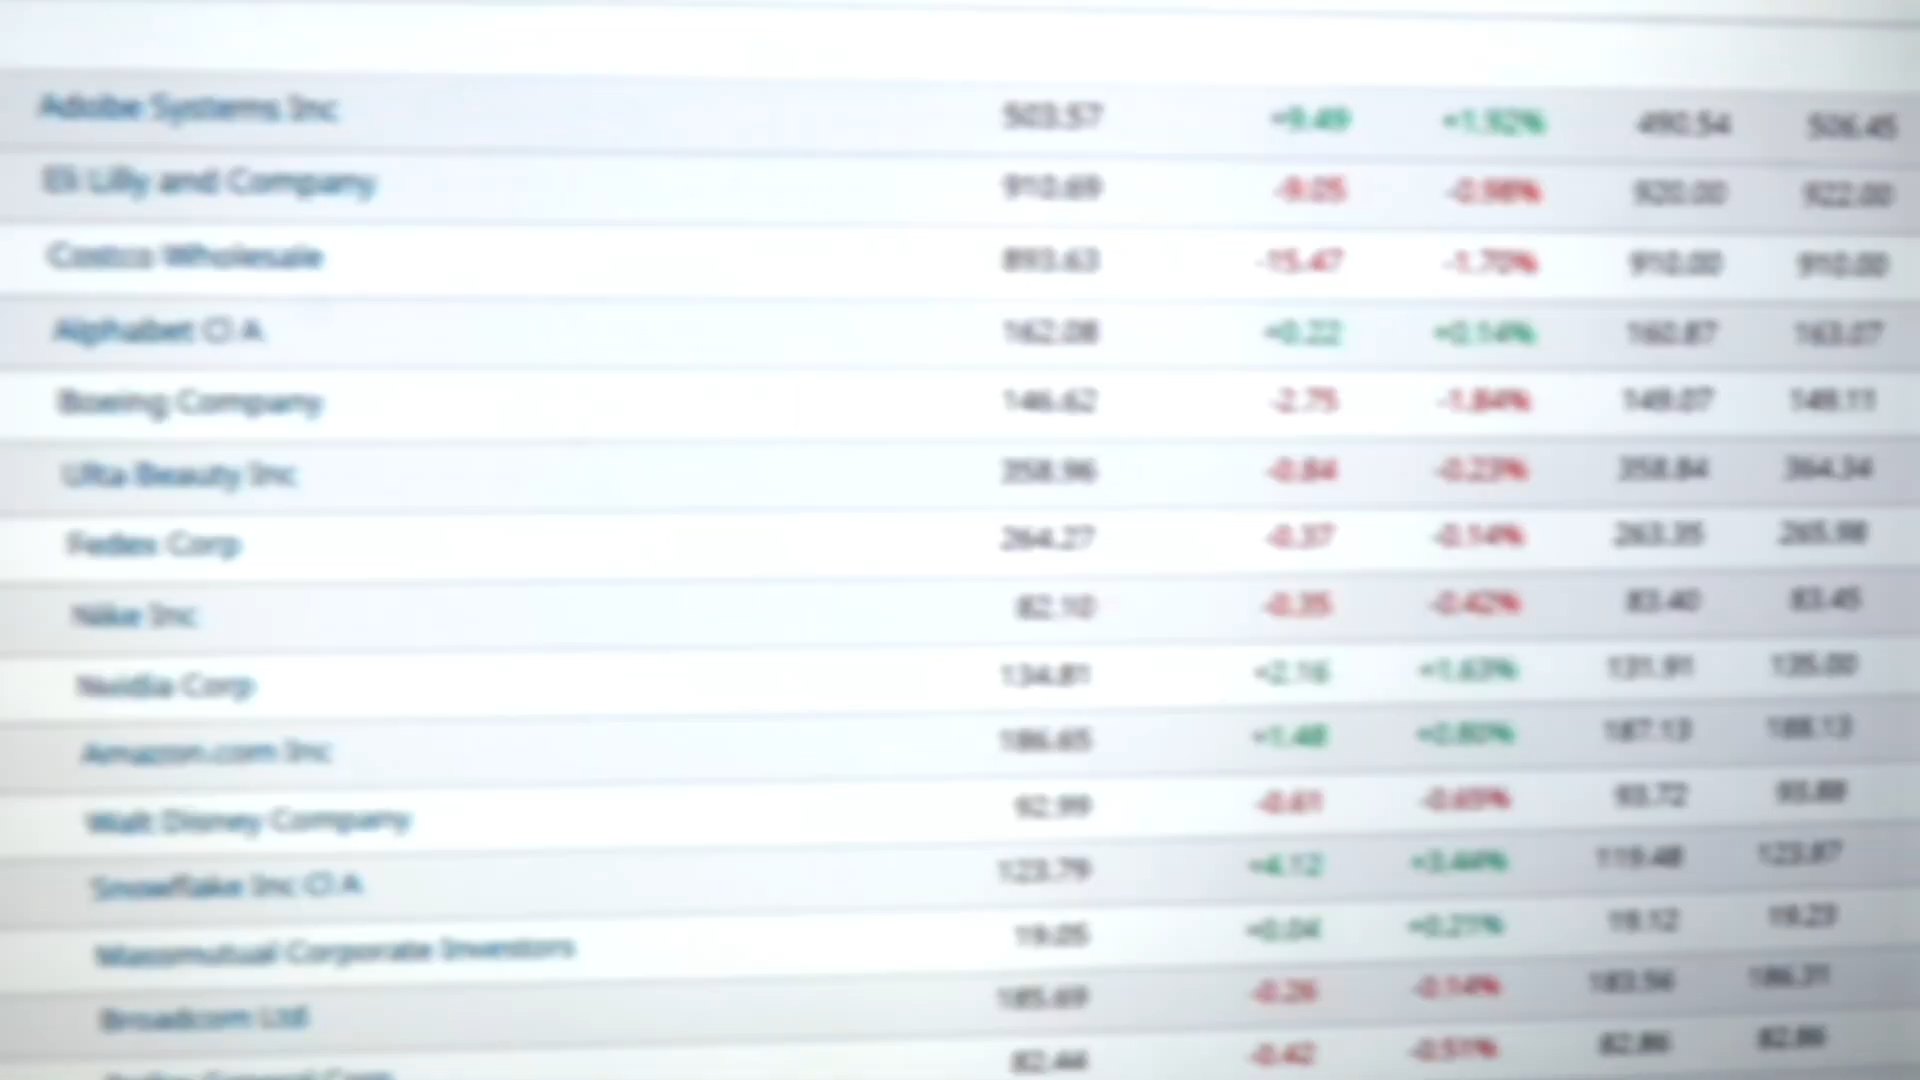 Adobe Systems Inc 503.57 +9.49 +1.92% 490.54 506.45
Eli Lilly and Company 910.69 -9.05 -0.98% 920.00 922.00
Costco Wholesale 893.63 -15.47 -1.70% 910.00 910.00
Alphabet Cl A 162.08 +0.22 +0.14% 160.87 163.07
Boeing Company 146.62 -2.75 -1.84% 149.07 149.11
Ulta Beauty Inc 358.96 -0.84 -0.23% 358.84 364.34
Fedex Corp 264.27 -0.37 -0.14% 263.35 265.98
Nike Inc 82.10 -0.35 -0.42% 83.40 83.45
Nvidia Corp 134.81 +2.16 +1.63% 131.91 135.00
Amazon.com Inc 186.65 +1.48 +0.80% 187.13 188.13
Walt Disney Company 92.99 -0.61 -0.65% 93.72 93.88
Snowflake Inc Cl A 123.79 +4.12 +3.44% 119.48 123.87
Massmutual Corporate Investors 19.05 +0.04 +0.21% 19.12 19.23
Broadcom Ltd 185.69 -0.26 -0.14% 183.56 186.31
General Corp 82.44 -0.42 -0.51% 82.86 82.86